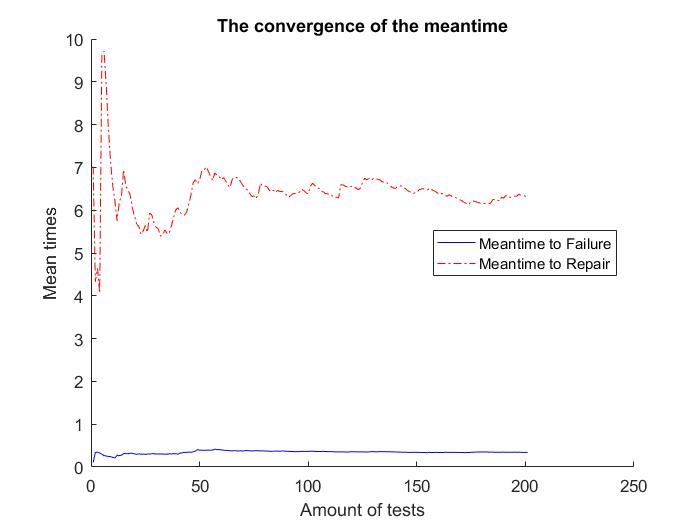 The convergence of the meantime
10
9
8
7
6
5
4
3
2
1
0
Mean times
Meantime to Failure
Meantime to Repair
0 50 100 150 200 250
Amount of tests